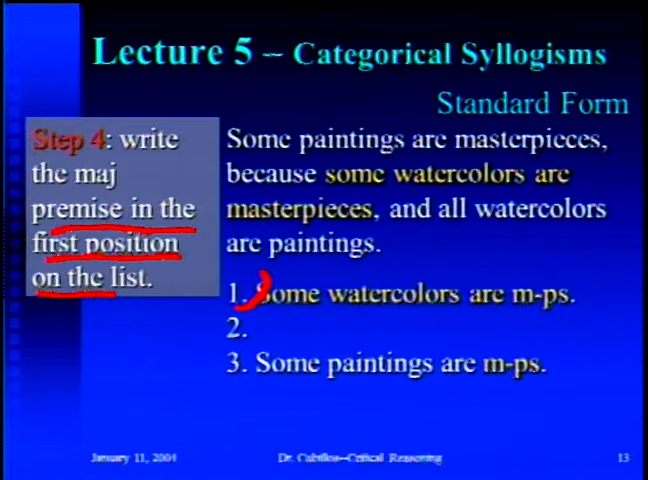 Lecture 5 – Categorical Syllogisms
Standard Form
Step 4: write
the maj
premise in the
first position
on the list.
Some paintings are masterpieces,
because some watercolors are
masterpieces, and all watercolors
are paintings.
1. Some watercolors are m-ps.
2.
3. Some paintings are m-ps.
January 11, 2004
Dr. Cubillos--Critical Reasoning
13